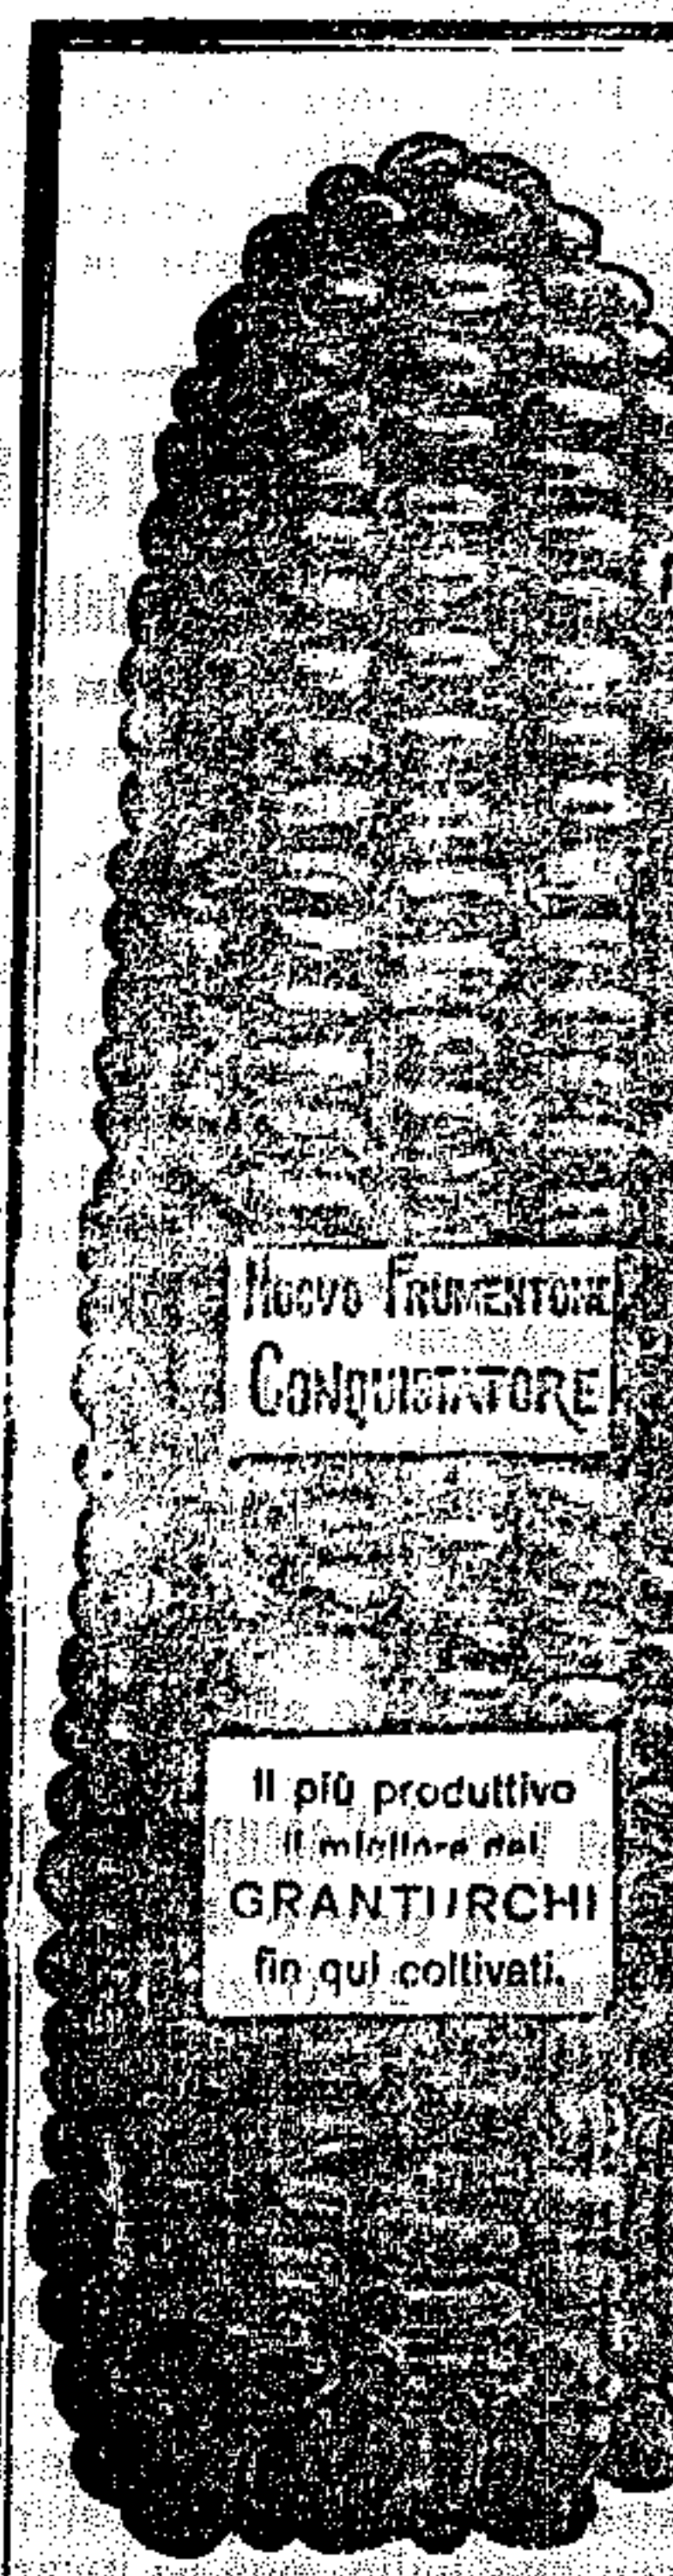 Nuovo Frumentone
Conquistatore
Il più produttivo
il migliore dei
GRANTURCHI
fin qui coltivati.